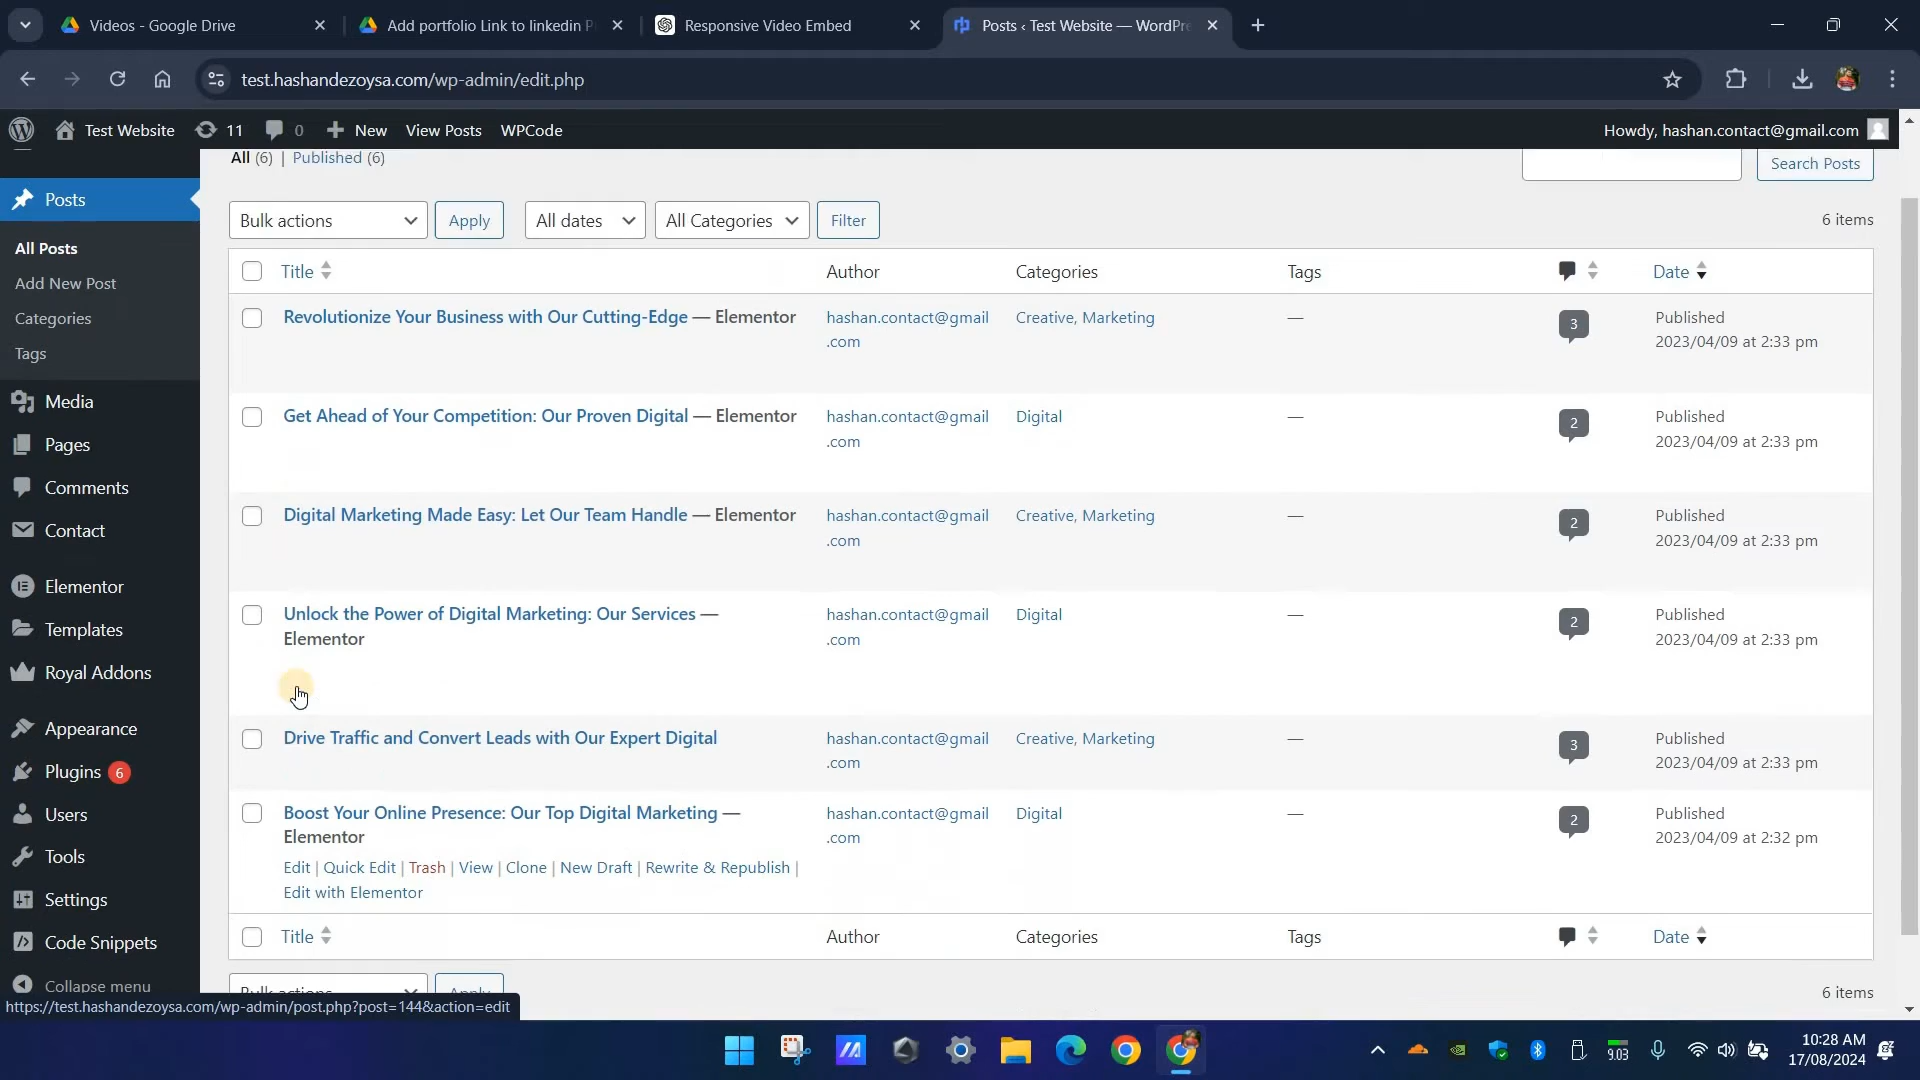 Videos - Google Drive
Add portfolio Link to linkedin P
Responsive Video Embed
Posts ‹ Test Website — WordPre
test.hashandezoysa.com/wp-admin/edit.php
Test Website
11
0
New
View Posts
WPCode
Howdy, hashan.contact@gmail.com
Posts
All Posts
Add New Post
Categories
Tags
Media
Pages
Comments
Contact
Elementor
Templates
Royal Addons
Appearance
Plugins 6
Users
Tools
Settings
Code Snippets
Collapse menu
All (6) | Published (6)
Search Posts
Bulk actions
Apply
All dates
All Categories
Filter
6 items
Title Author Categories Tags Date
Revolutionize Your Business with Our Cutting-Edge — Elementor hashan.contact@gmail Creative, Marketing — 3 Published
.com 2023/04/09 at 2:33 pm
Get Ahead of Your Competition: Our Proven Digital — Elementor hashan.contact@gmail Digital — 2 Published
.com 2023/04/09 at 2:33 pm
Digital Marketing Made Easy: Let Our Team Handle — Elementor hashan.contact@gmail Creative, Marketing — 2 Published
.com 2023/04/09 at 2:33 pm
Unlock the Power of Digital Marketing: Our Services — hashan.contact@gmail Digital — 2 Published
Elementor .com 2023/04/09 at 2:33 pm
Drive Traffic and Convert Leads with Our Expert Digital hashan.contact@gmail Creative, Marketing — 3 Published
.com 2023/04/09 at 2:33 pm
Boost Your Online Presence: Our Top Digital Marketing — hashan.contact@gmail Digital — 2 Published
Elementor .com 2023/04/09 at 2:32 pm
Edit | Quick Edit | Trash | View | Clone | New Draft | Rewrite & Republish |
Edit with Elementor
Title Author Categories Tags Date
Bulk actions
Apply
6 items
https://test.hashandezoysa.com/wp-admin/post.php?post=144&action=edit
9.03
10:28 AM
17/08/2024